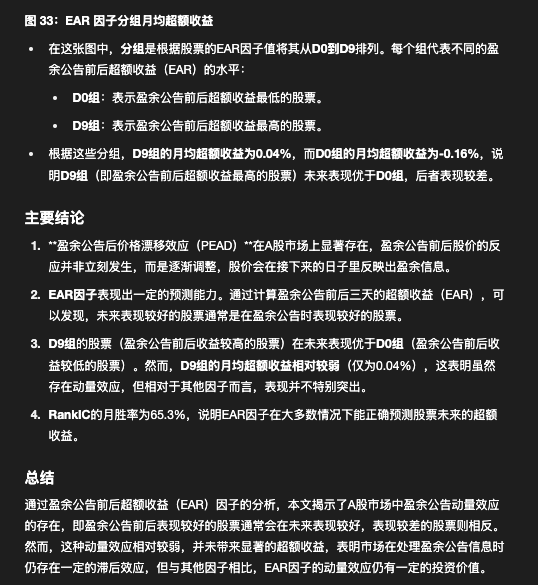 图 33：EAR 因子分组月均超额收益
• 在这张图中，分组是根据股票的EAR因子值将其从D0到D9排列。每个组代表不同的盈
余公告前后超额收益（EAR）的水平：
• D0组：表示盈余公告前后超额收益最低的股票。
• D9组：表示盈余公告前后超额收益最高的股票。
• 根据这些分组，D9组的月均超额收益为0.04%，而D0组的月均超额收益为-0.16%，说
明D9组（即盈余公告前后超额收益最高的股票）未来表现优于D0组，后者表现较差。
主要结论
1. **盈余公告后价格漂移效应（PEAD）**在A股市场上显著存在，盈余公告前后股价的反
应并非立刻发生，而是逐渐调整，股价会在接下来的日子里反映出盈余信息。
2. EAR因子表现出一定的预测能力。通过计算盈余公告前后三天的超额收益（EAR），可
以发现，未来表现较好的股票通常是在盈余公告时表现较好的股票。
3. D9组的股票（盈余公告前后收益较高的股票）在未来表现优于D0组（盈余公告前后收
益较低的股票）。然而，D9组的月均超额收益相对较弱（仅为0.04%），这表明虽然
存在动量效应，但相对于其他因子而言，表现并不特别突出。
4. RankIC的月胜率为65.3%，说明EAR因子在大多数情况下能正确预测股票未来的超额
收益。
总结
通过盈余公告前后超额收益（EAR）因子的分析，本文揭示了A股市场中盈余公告动量效应
的存在，即盈余公告前后表现较好的股票通常会在未来表现较好，表现较差的股票则相反。
然而，这种动量效应相对较弱，并未带来显著的超额收益，表明市场在处理盈余公告信息时
仍存在一定的滞后效应，但与其他因子相比，EAR因子的动量效应仍有一定的投资价值。